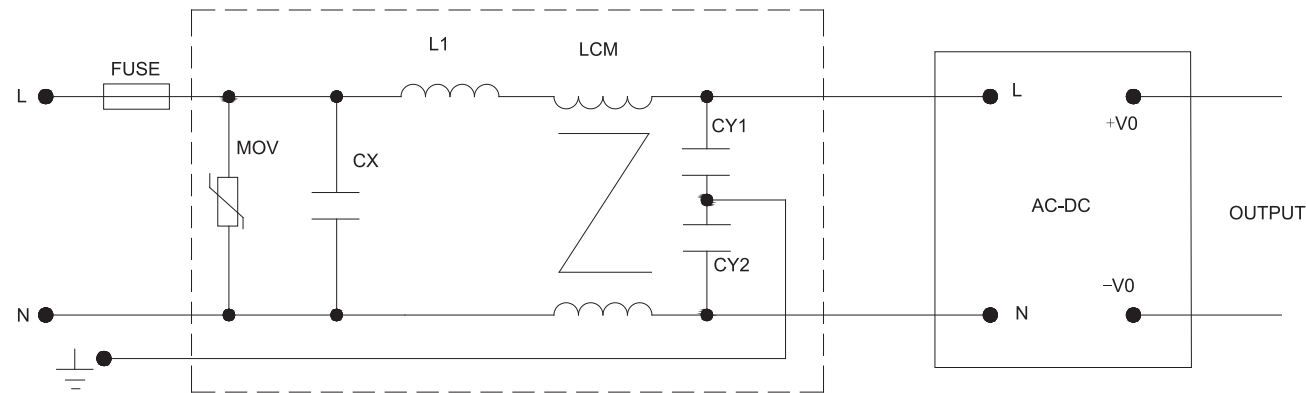 L1
LCM
FUSE
L
L
CY1
+V0
MOV
CX
AC-DC
OUTPUT
CY2
−V0
N
N